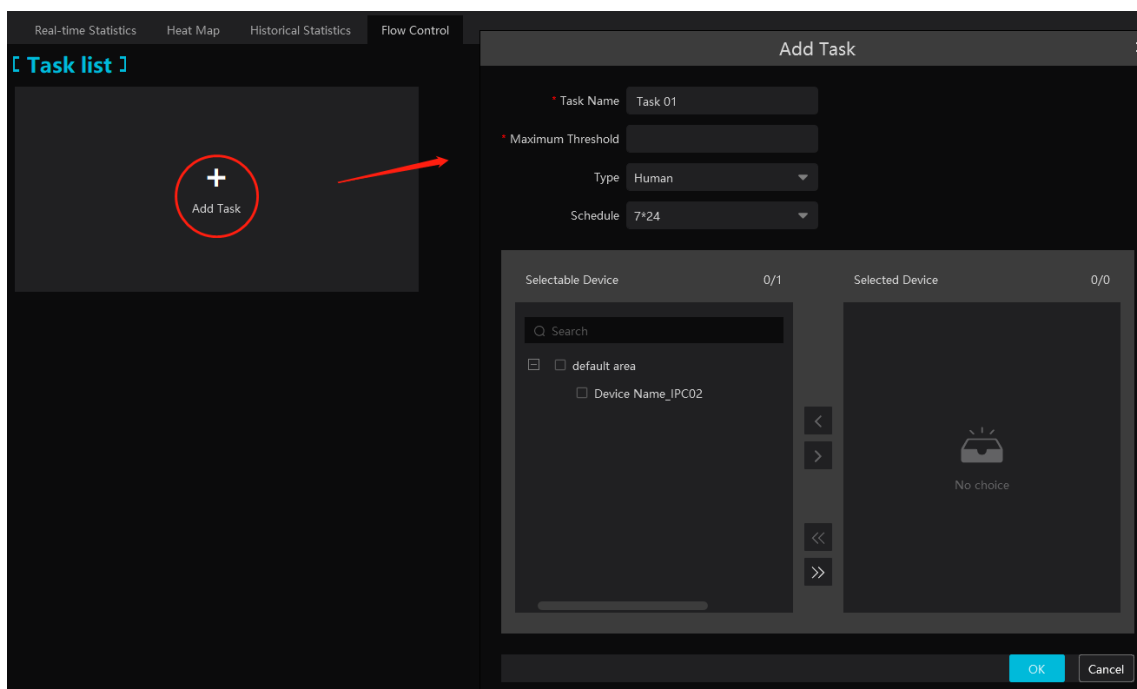 Real-time Statistics Heat Map Historical Statistics Flow Control
Task list
Add Task
Add Task
* Task Name Task 01
* Maximum Threshold
Type Human
Schedule 7*24
Selectable Device 0/1
Selected Device 0/0
Search
default area
Device Name_IPC02
No choice
OK Cancel